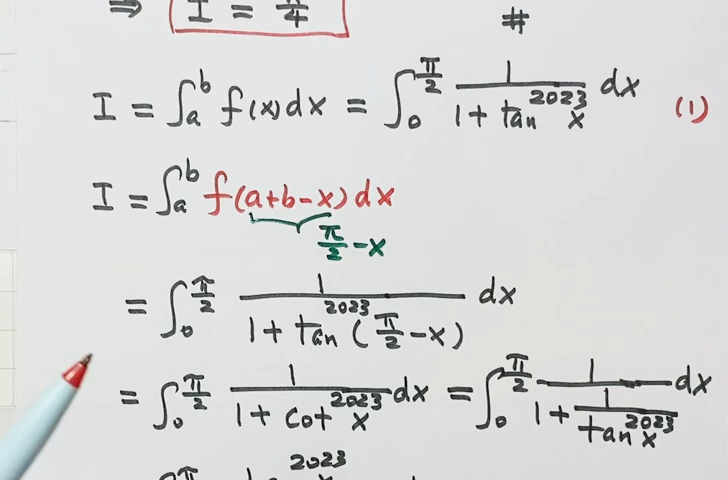 ⇒ I = π/4 #
I = ∫_a^b f(x)dx = ∫_0^{π/2} 1/(1 + tan^{2023} x) dx (1)
I = ∫_a^b f(a+b-x)dx
π/2 - x
= ∫_0^{π/2} 1/(1 + tan^{2023}(π/2 - x)) dx
= ∫_0^{π/2} 1/(1 + cot^{2023} x) dx = ∫_0^{π/2} 1/(1 + 1/(tan^{2023} x)) dx
π 2023